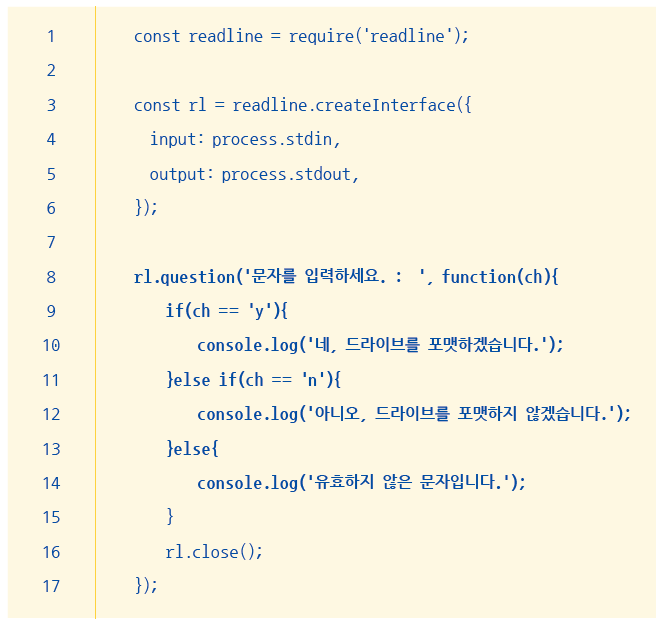 1 const readline = require('readline');
2
3 const rl = readline.createInterface({
4 input: process.stdin,
5 output: process.stdout,
6 });
7
8 rl.question('문자를 입력하세요. :  ', function(ch){
9 if(ch == 'y'){
10 console.log('네, 드라이브를 포맷하겠습니다.');
11 }else if(ch == 'n'){
12 console.log('아니오, 드라이브를 포맷하지 않겠습니다.');
13 }else{
14 console.log('유효하지 않은 문자입니다.');
15 }
16 rl.close();
17 });